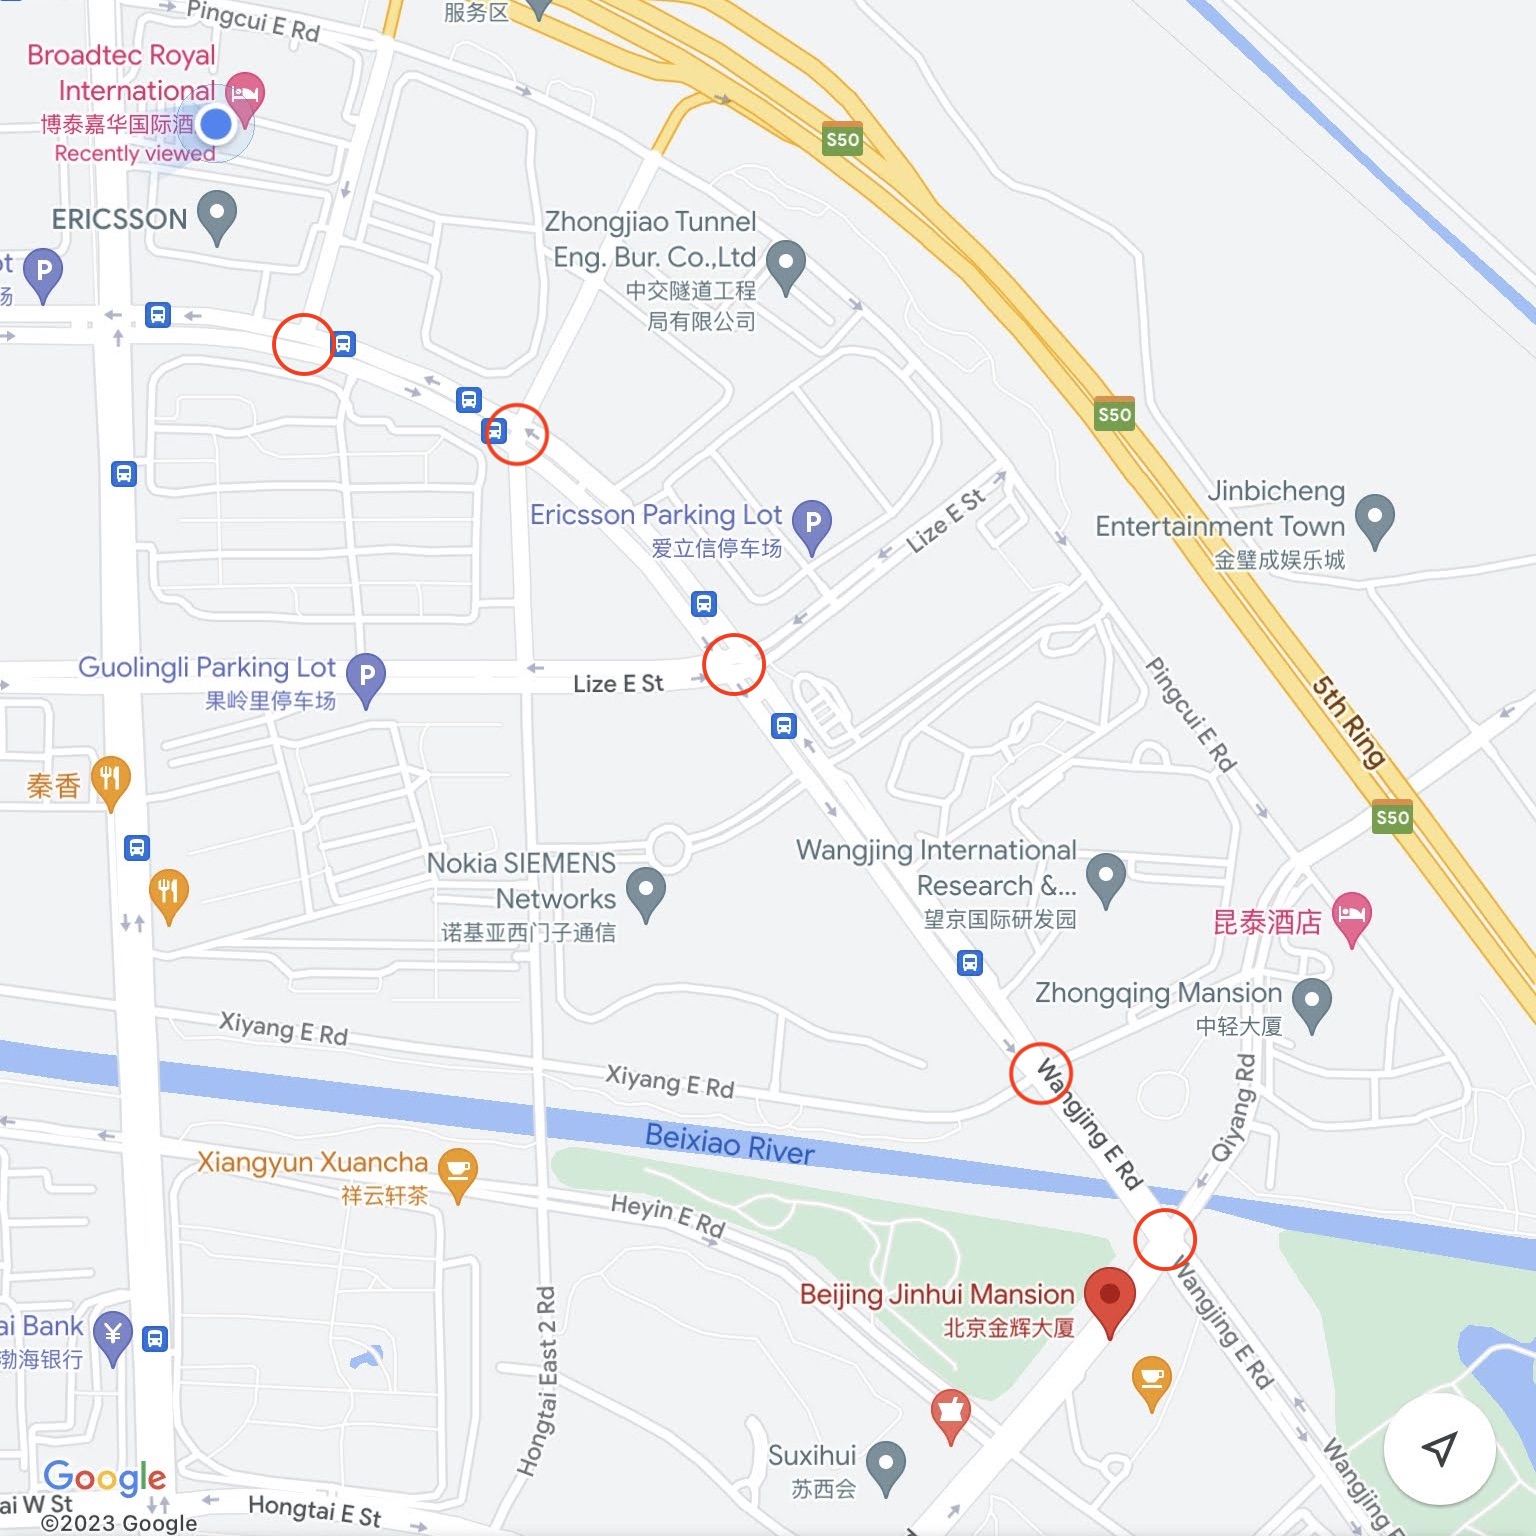 Pingcui E Rd
服务区
Broadtec Royal
International
博泰嘉华国际酒
Recently viewed
S50
ERICSSON
Zhongjiao Tunnel
Eng. Bur. Co.,Ltd
中交隧道工程
局有限公司
P
S50
Jinbicheng
Entertainment Town
金璧成娱乐城
Lize E St
Ericsson Parking Lot
爱立信停车场
P
Guolingli Parking Lot
果岭里停车场
P
Lize E St
Pingcui E Rd
5th Ring
S50
秦香
Nokia SIEMENS
Networks
诺基亚西门子通信
Wangjing International
Research &...
望京国际研发园
昆泰酒店
Zhongqing Mansion
中轻大厦
Xiyang E Rd
Xiyang E Rd
Wangjing E Rd
Qiyang Rd
Beixiao River
Xiangyun Xuancha
祥云轩茶
Heyin E Rd
Beijing Jinhui Mansion
北京金辉大厦
Wangjing E Rd
ai Bank
渤海银行
¥
Hongtai East 2 Rd
Suxihui
苏西会
Wangjing E
Google
ai W St
Hongtai E St
©2023 Google